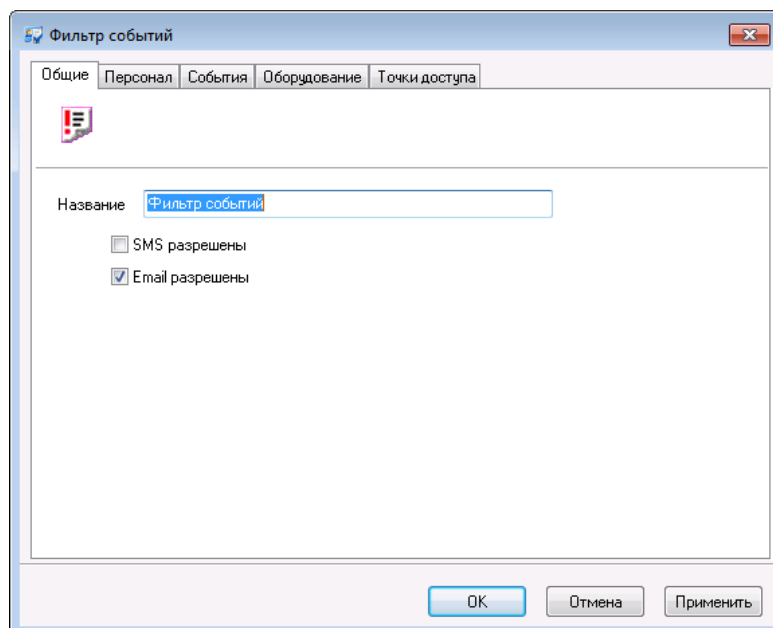 Фильтр событий
Общие Персонал События Оборудование Точки доступа
Название Фильтр событий
SMS разрешены
Email разрешены
OK Отмена Применить